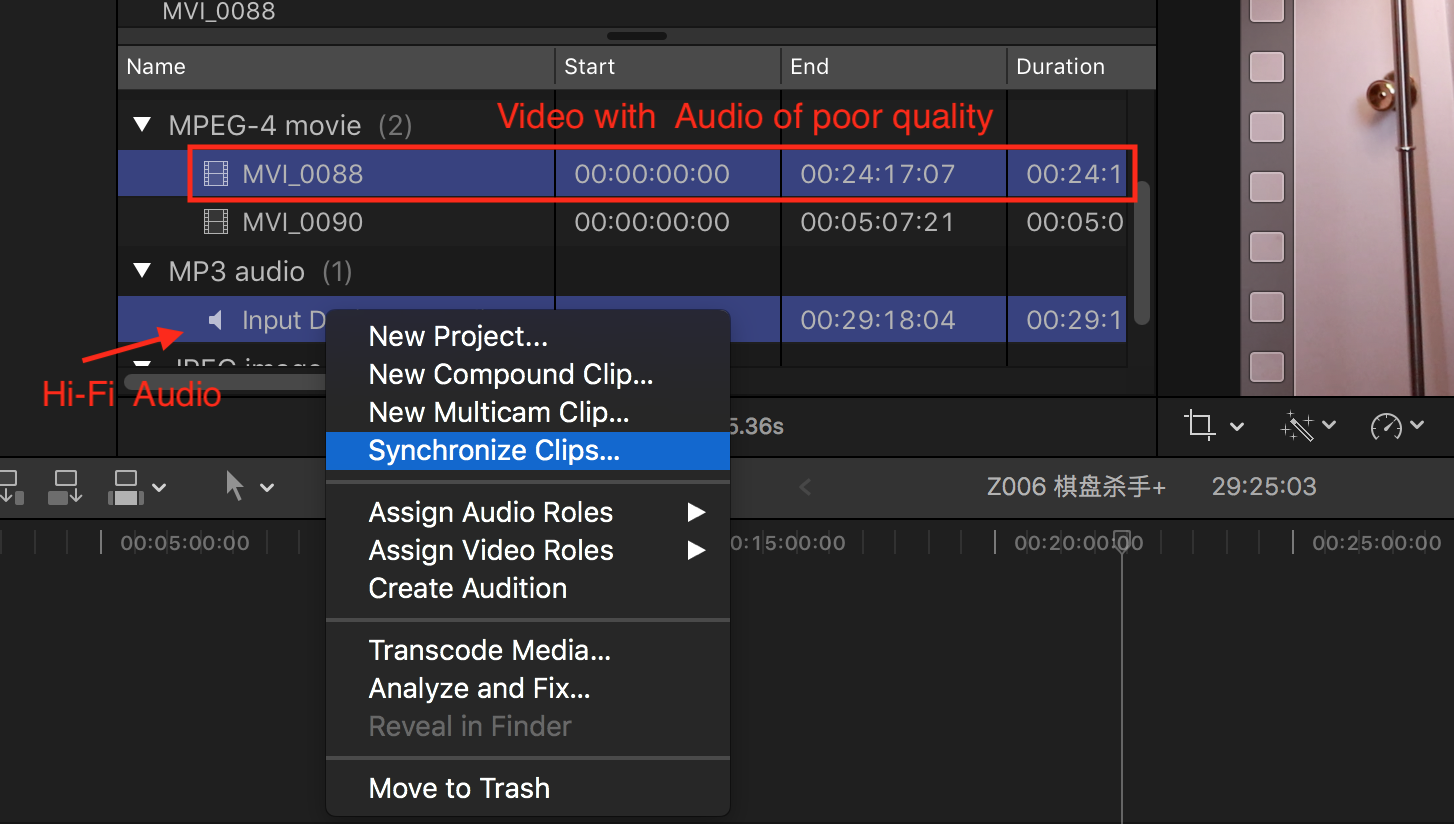 MVI_0088
Name Start End Duration
MPEG-4 movie (2)
Video with Audio of poor quality
MVI_0088 00:00:00:00 00:24:17:07 00:24:1
MVI_0090 00:00:00:00 00:05:07:21 00:05:0
MP3 audio (1)
Input D 00:29:18:04 00:29:1
JPEG image
Hi-Fi Audio
New Project...
New Compound Clip...
New Multicam Clip...
5.36s
Synchronize Clips...
Z006 棋盘杀手+ 29:25:03
Assign Audio Roles
00:05:00:00 0:15:00:00 00:20:00:00 00:25:00:00
Assign Video Roles
Create Audition
Transcode Media...
Analyze and Fix...
Reveal in Finder
Move to Trash